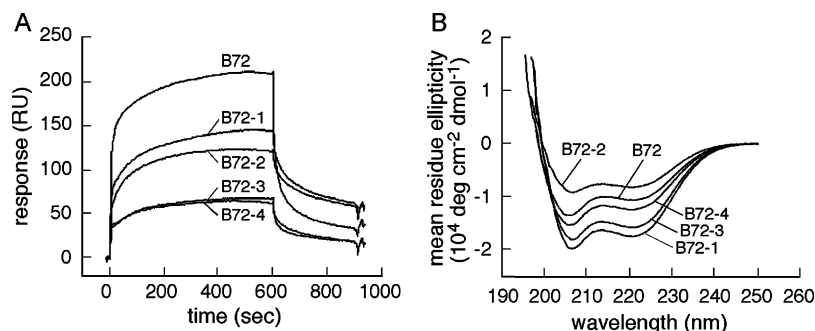 A
response (RU)
250
200
150
100
50
0
B72
B72-1
B72-2
B72-3
B72-4
0
200
400
600
800
1000
time (sec)
B
mean residue ellipticity
(10⁴ deg cm⁻² dmol⁻¹)
2
1
0
-1
-2
B72-2
B72
B72-4
B72-3
B72-1
190
200
210
220
230
240
250
260
wavelength (nm)